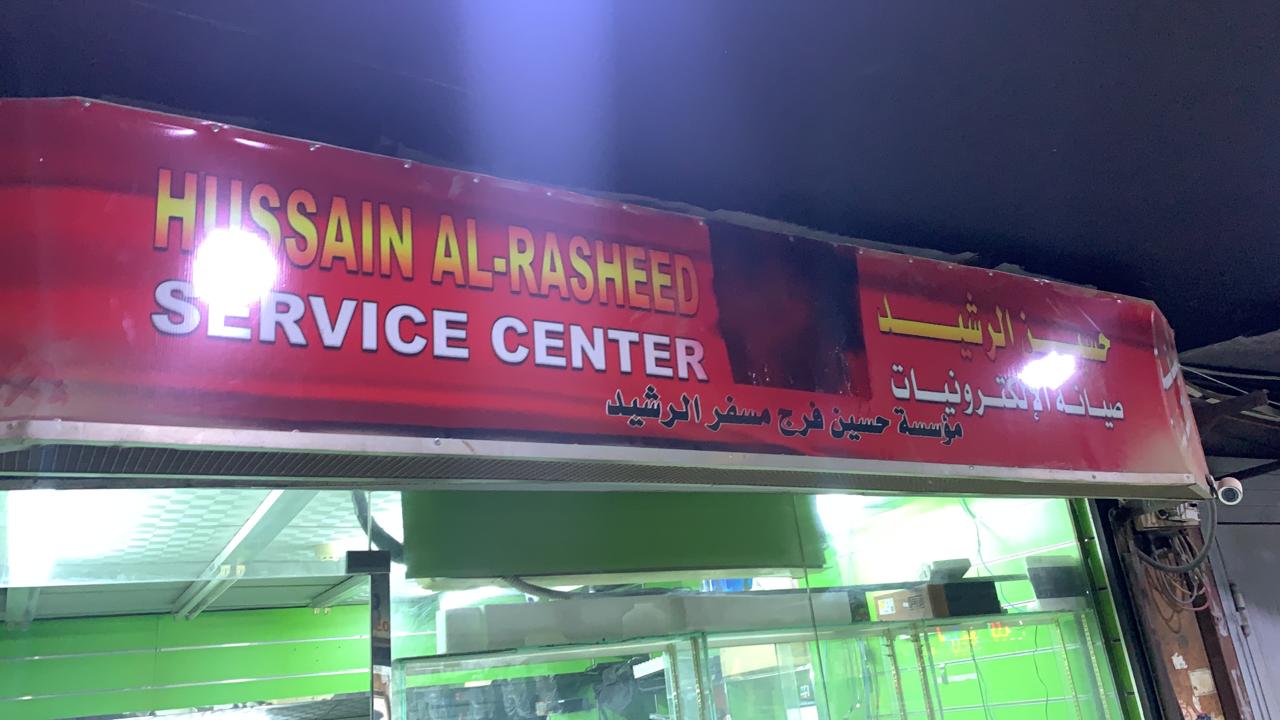 HUSSAIN AL-RASHEED
SERVICE CENTER
حسين الرشيد
صيانة الإلكترونيات
مؤسسة حسين فرج مسفر الرشيد